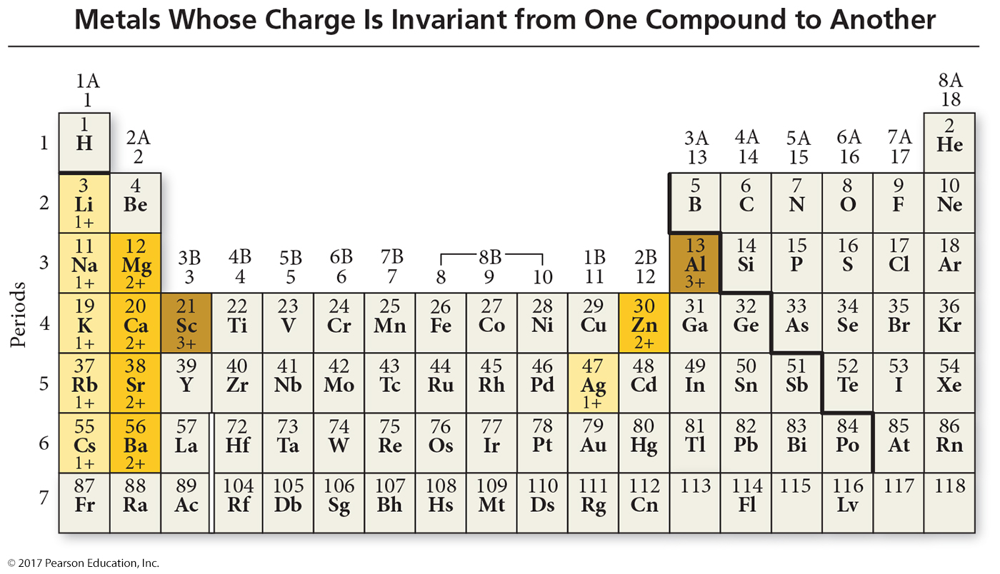 Metals Whose Charge Is Invariant from One Compound to Another
1A 8A
1 18
1 2
1 H He
2A 3A 4A 5A 6A 7A
2 13 14 15 16 17
3 4 5 6 7 8 9 10
2 Li Be B C N O F Ne
1+
11 12 13 14 15 16 17 18
3 Na Mg 3B 4B 5B 6B 7B 8B 1B 2B Al Si P S Cl Ar
1+ 2+ 3 4 5 6 7 8 9 10 11 12 3+
19 20 21 22 23 24 25 26 27 28 29 30 31 32 33 34 35 36
4 K Ca Sc Ti V Cr Mn Fe Co Ni Cu Zn Ga Ge As Se Br Kr
1+ 2+ 3+ 2+
37 38 39 40 41 42 43 44 45 46 47 48 49 50 51 52 53 54
5 Rb Sr Y Zr Nb Mo Tc Ru Rh Pd Ag Cd In Sn Sb Te I Xe
1+ 2+ 1+
55 56 57 72 73 74 75 76 77 78 79 80 81 82 83 84 85 86
6 Cs Ba La Hf Ta W Re Os Ir Pt Au Hg Tl Pb Bi Po At Rn
1+ 2+
87 88 89 104 105 106 107 108 109 110 111 112 113 114 115 116 117 118
7 Fr Ra Ac Rf Db Sg Bh Hs Mt Ds Rg Cn Fl Lv
Periods
© 2017 Pearson Education, Inc.